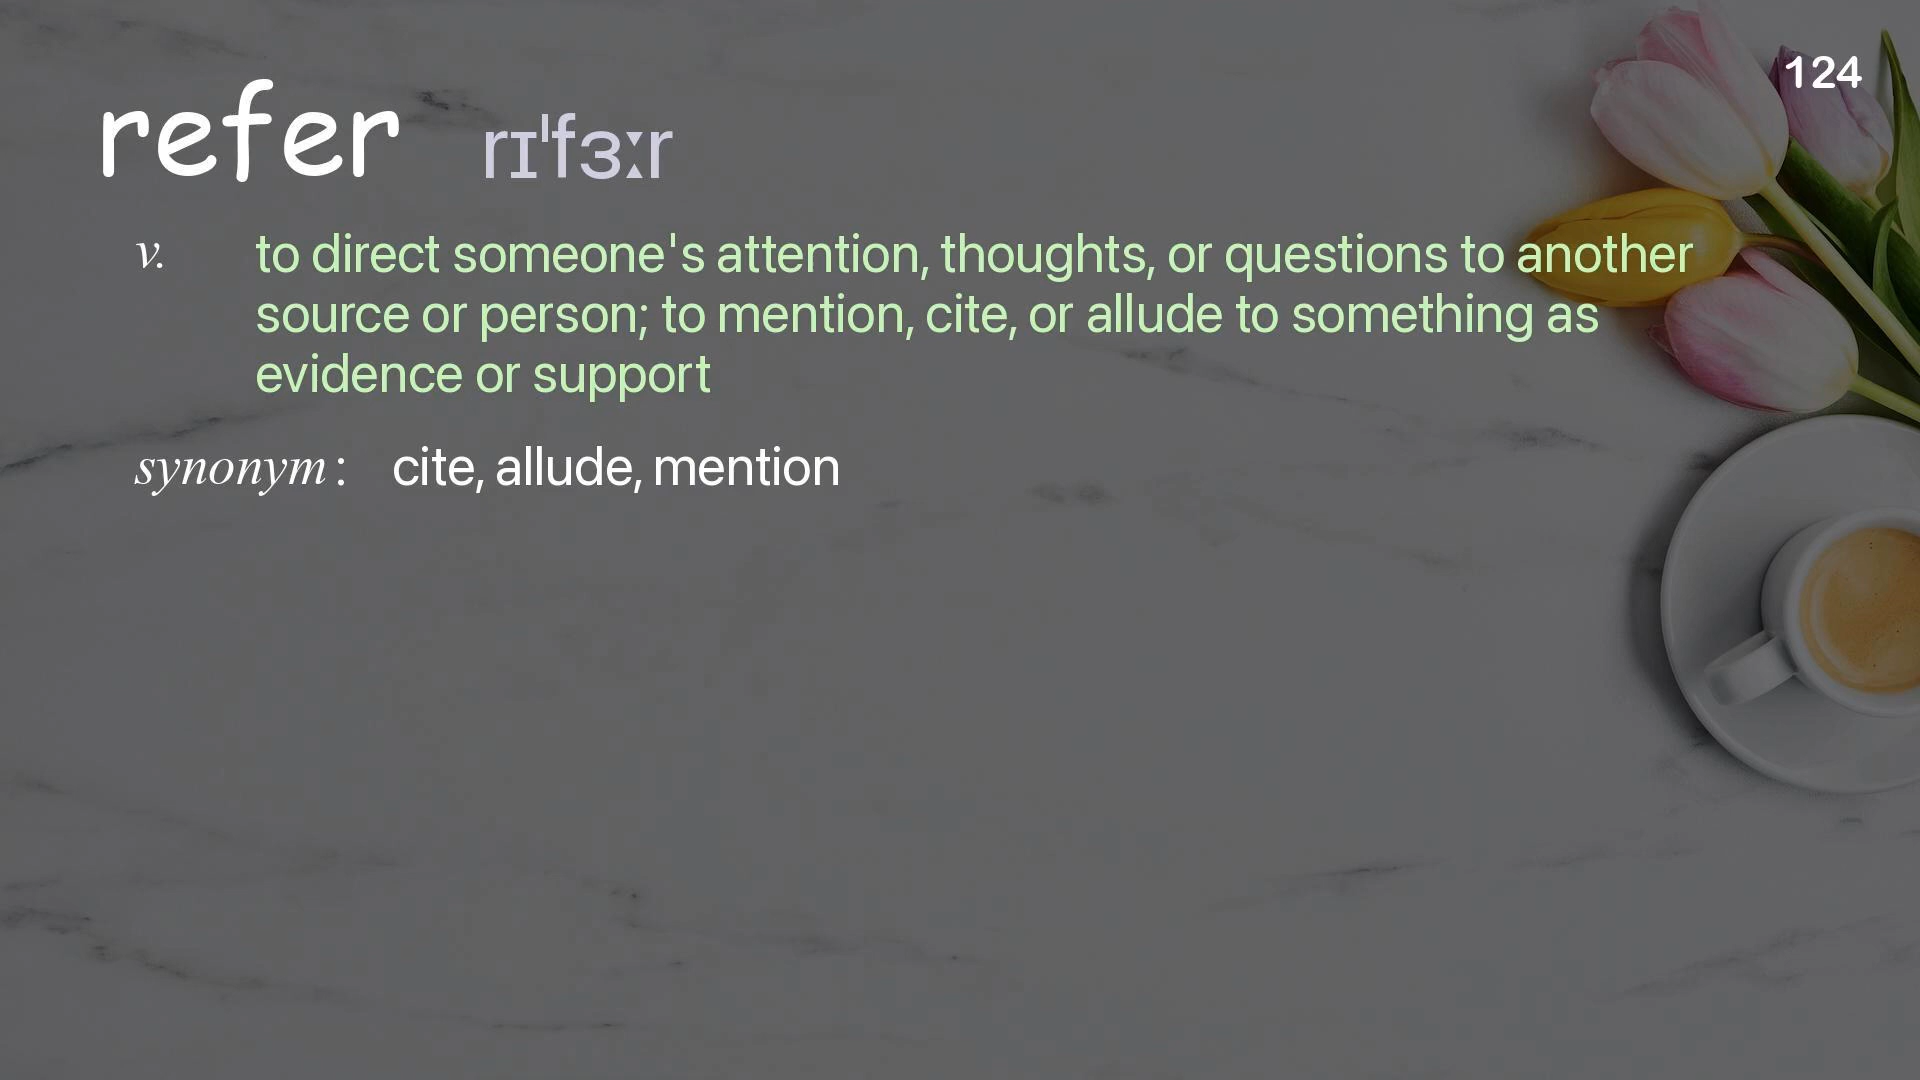 124
refer rɪˈfɜːr
v. to direct someone's attention, thoughts, or questions to another
source or person; to mention, cite, or allude to something as
evidence or support
synonym: cite, allude, mention